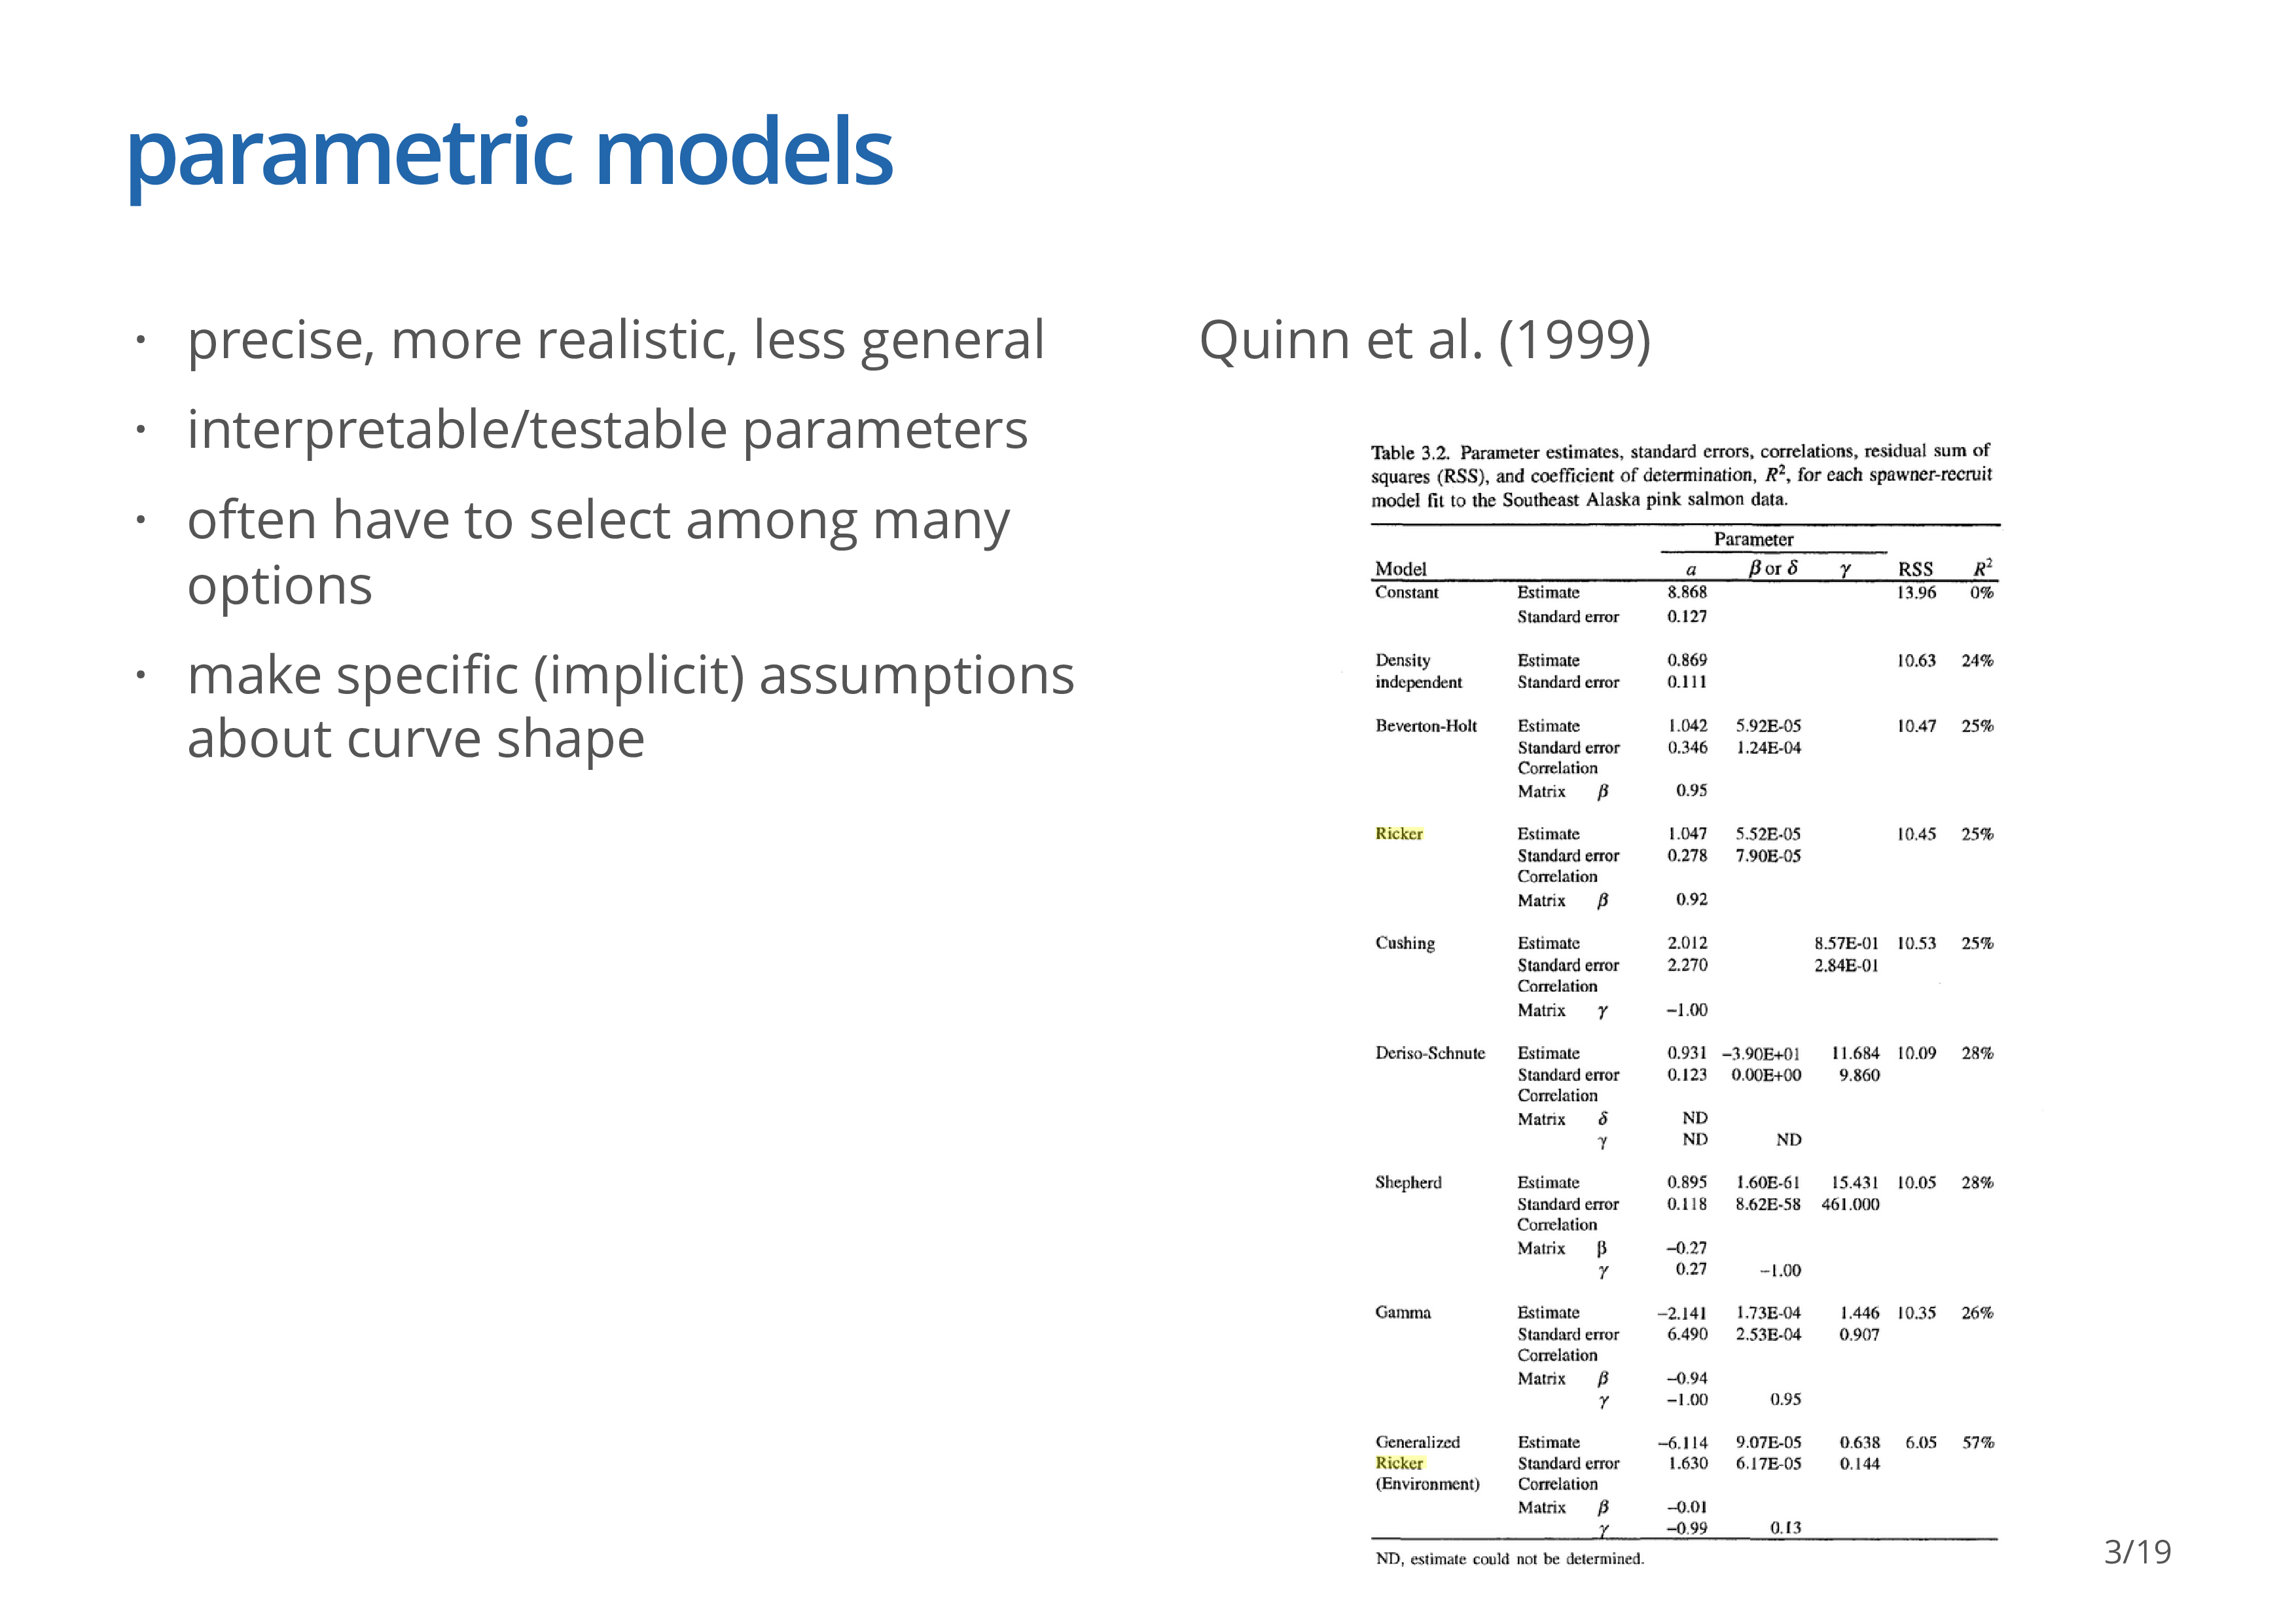 parametric models
· precise, more realistic, less general
· interpretable/testable parameters
· often have to select among many
options
· make specific (implicit) assumptions
about curve shape
Quinn et al. (1999)
Table 3.2. Parameter estimates, standard errors, correlations, residual sum of
squares (RSS), and coefficient of determination, R², for each spawner-recruit
model fit to the Southeast Alaska pink salmon data.
Parameter
Model a β or δ γ RSS R²
Constant Estimate 8.868 13.96 0%
Standard error 0.127
Density Estimate 0.869 10.63 24%
independent Standard error 0.111
Beverton-Holt Estimate 1.042 5.92E-05 10.47 25%
Standard error 0.346 1.24E-04
Correlation
Matrix β 0.95
Ricker Estimate 1.047 5.52E-05 10.45 25%
Standard error 0.278 7.90E-05
Correlation
Matrix β 0.92
Cushing Estimate 2.012 8.57E-01 10.53 25%
Standard error 2.270 2.84E-01
Correlation
Matrix γ −1.00
Deriso-Schnute Estimate 0.931 −3.90E+01 11.684 10.09 28%
Standard error 0.123 0.00E+00 9.860
Correlation
Matrix δ ND
γ ND ND
Shepherd Estimate 0.895 1.60E-61 15.431 10.05 28%
Standard error 0.118 8.62E-58 461.000
Correlation
Matrix β −0.27
γ 0.27 −1.00
Gamma Estimate −2.141 1.73E-04 1.446 10.35 26%
Standard error 6.490 2.53E-04 0.907
Correlation
Matrix β −0.94
γ −1.00 0.95
Generalized Estimate −6.114 9.07E-05 0.638 6.05 57%
Ricker Standard error 1.630 6.17E-05 0.144
(Environment) Correlation
Matrix β −0.01
γ −0.99 0.13
ND, estimate could not be determined.
3/19